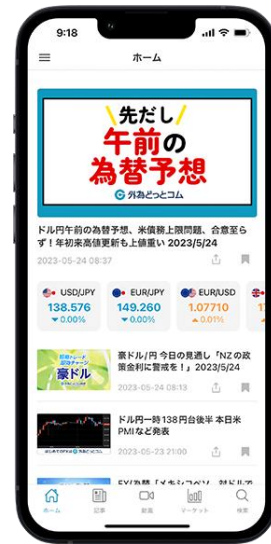 9:18
ホーム
先だし
午前の
為替予想
外為どっとコム
ドル円午前の為替予想、米債務上限問題、合意至ら
ず！年初来高値更新も上値重い 2023/5/24
2023-05-24 08:37
USD/JPY
138.576
▼0.00%
EUR/JPY
149.260
▼0.00%
EUR/USD
1.07710
▲0.01%
豪ドル
豪ドル/円 今日の見通し「NZの政
策金利に警戒を！」2023/5/24
2023-05-24 08:13
ドル円一時138円台後半 本日米
PMIなど発表
2023-05-23 21:00
ホーム
記事
動画
マーケット
検索